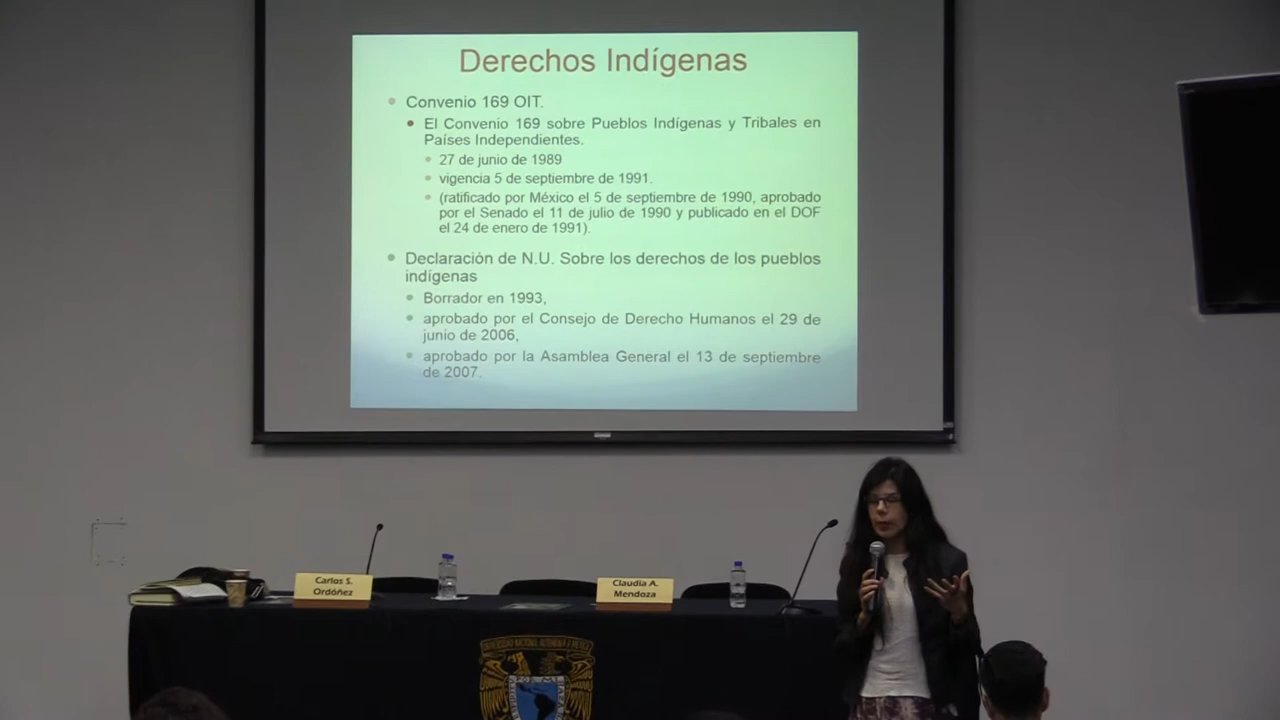 Derechos Indígenas
Convenio 169 OIT.
El Convenio 169 sobre Pueblos Indígenas y Tribales en
Países Independientes.
27 de junio de 1989
vigencia 5 de septiembre de 1991.
(ratificado por México el 5 de septiembre de 1990, aprobado
por el Senado el 11 de julio de 1990 y publicado en el DOF
el 24 de enero de 1991).
Declaración de N.U. Sobre los derechos de los pueblos
indígenas
Borrador en 1993,
aprobado por el Consejo de Derecho Humanos el 29 de
junio de 2006,
aprobado por la Asamblea General el 13 de septiembre
de 2007.
Carlos S.
Ordóñez
Claudia A.
Mendoza